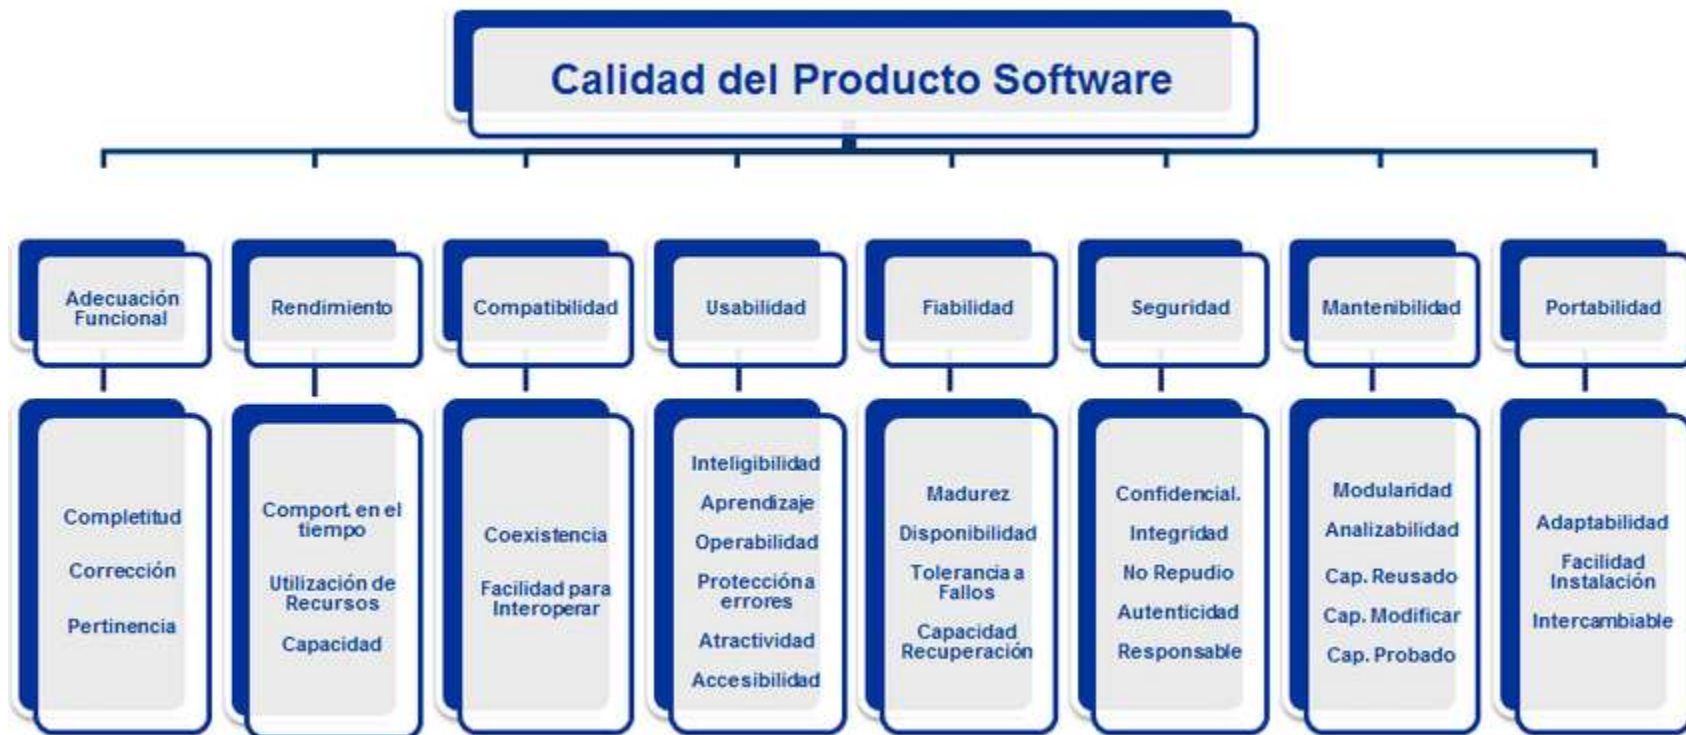 Calidad del Producto Software
Adecuación
Funcional
Rendimiento
Compatibilidad
Usabilidad
Fiabilidad
Seguridad
Mantenibilidad
Portabilidad
Completitud
Corrección
Pertinencia
Comport. en el
tiempo
Utilización de
Recursos
Capacidad
Coexistencia
Facilidad para
Interoperar
Inteligibilidad
Aprendizaje
Operabilidad
Protección a
errores
Atractividad
Accesibilidad
Madurez
Disponibilidad
Tolerancia a
Fallos
Capacidad
Recuperación
Confidencial.
Integridad
No Repudio
Autenticidad
Responsable
Modularidad
Analizabilidad
Cap. Reusado
Cap. Modificar
Cap. Probado
Adaptabilidad
Facilidad
Instalación
Intercambiable